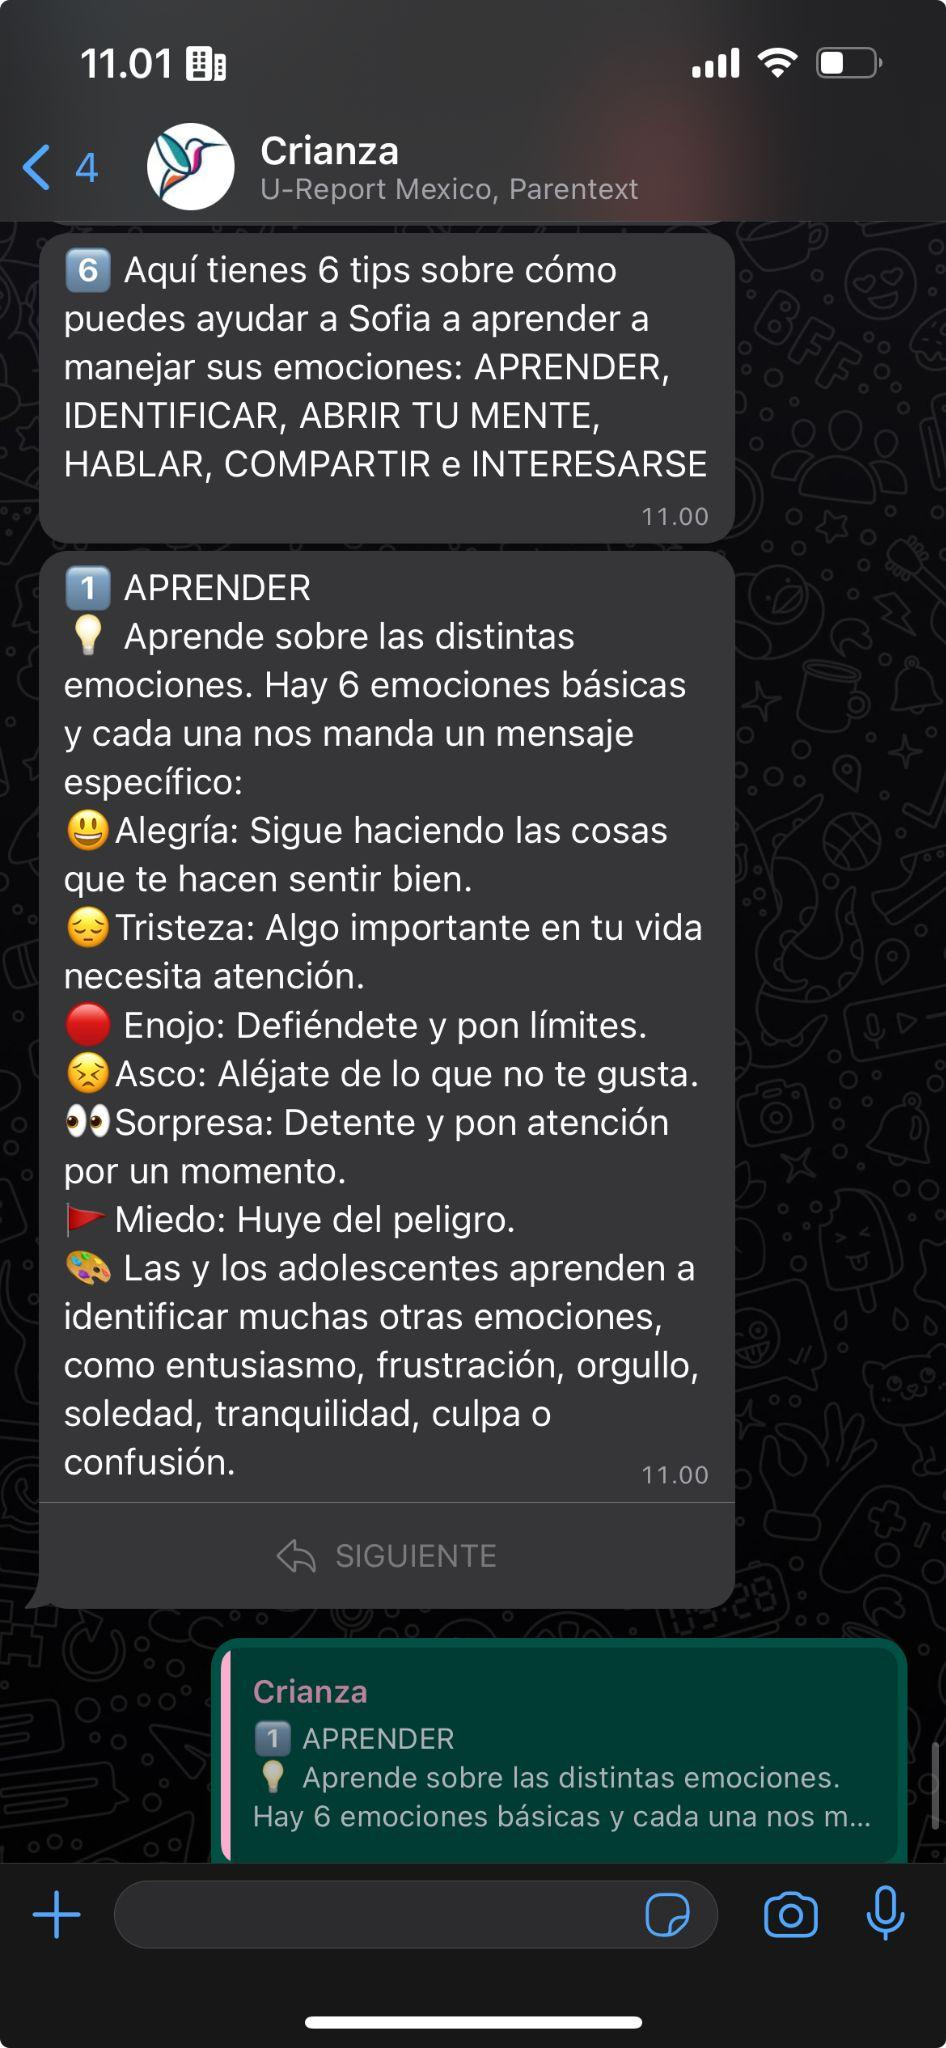 11.01
4
Crianza
U-Report Mexico, Parentext
6️⃣ Aquí tienes 6 tips sobre cómo
puedes ayudar a Sofia a aprender a
manejar sus emociones: APRENDER,
IDENTIFICAR, ABRIR TU MENTE,
HABLAR, COMPARTIR e INTERESARSE
11.00
1️⃣ APRENDER
💡 Aprende sobre las distintas
emociones. Hay 6 emociones básicas
y cada una nos manda un mensaje
específico:
😃Alegría: Sigue haciendo las cosas
que te hacen sentir bien.
😔Tristeza: Algo importante en tu vida
necesita atención.
🔴 Enojo: Defiéndete y pon límites.
😣Asco: Aléjate de lo que no te gusta.
👀Sorpresa: Detente y pon atención
por un momento.
🚩Miedo: Huye del peligro.
🎨 Las y los adolescentes aprenden a
identificar muchas otras emociones,
como entusiasmo, frustración, orgullo,
soledad, tranquilidad, culpa o
confusión.
11.00
SIGUIENTE
Crianza
1️⃣ APRENDER
💡 Aprende sobre las distintas emociones.
Hay 6 emociones básicas y cada una nos m...